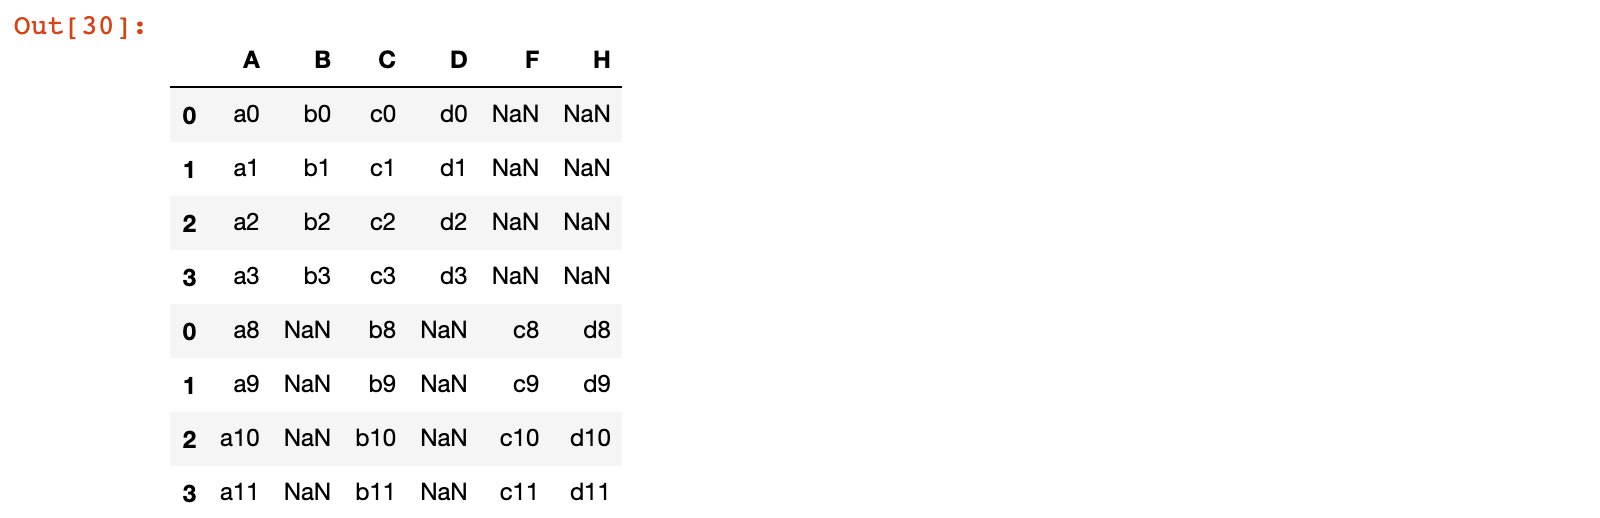 Out[30]:
A B C D F H
0 a0 b0 c0 d0 NaN NaN
1 a1 b1 c1 d1 NaN NaN
2 a2 b2 c2 d2 NaN NaN
3 a3 b3 c3 d3 NaN NaN
0 a8 NaN b8 NaN c8 d8
1 a9 NaN b9 NaN c9 d9
2 a10 NaN b10 NaN c10 d10
3 a11 NaN b11 NaN c11 d11